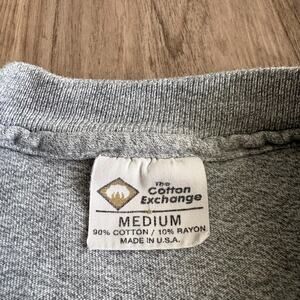 The
Cotton
Exchange
MEDIUM
90% COTTON / 10% RAYON
MADE IN U.S.A.